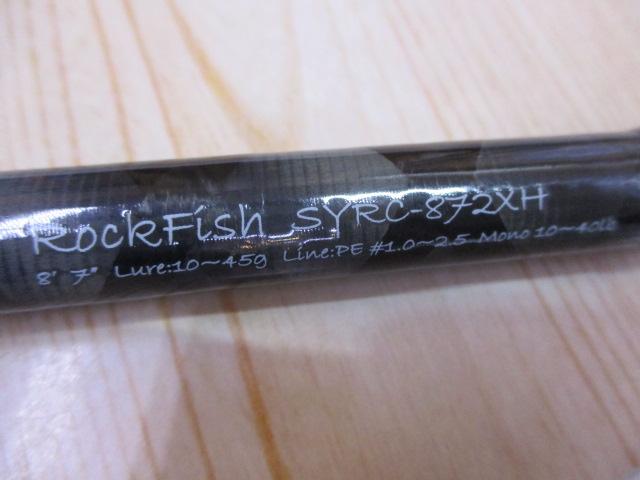 RockFish SYRC-872XH
8' 7" Lure:10~45g Line:PE #1.0~2.5 Mono 10~40lb